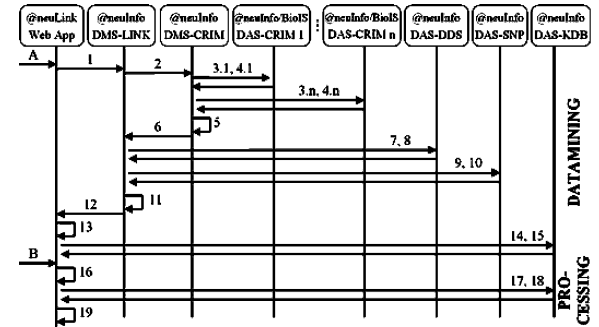 @neuLink @neuInfo @neuInfo @neuInfo/BioIS @neuInfo/BioIS @neuInfo @neuInfo @neuInfo
Web App DMS-LINK DMS-CRIM DAS-CRIM 1 DAS-CRIM n DAS-DDS DAS-SNP DAS-KDB
A
1
2
3.1, 4.1
3.n, 4.n
5
6
7, 8
9, 10
11
12
13
14, 15
B
16
17, 18
19
DATAMINING
PRO-
CESSING